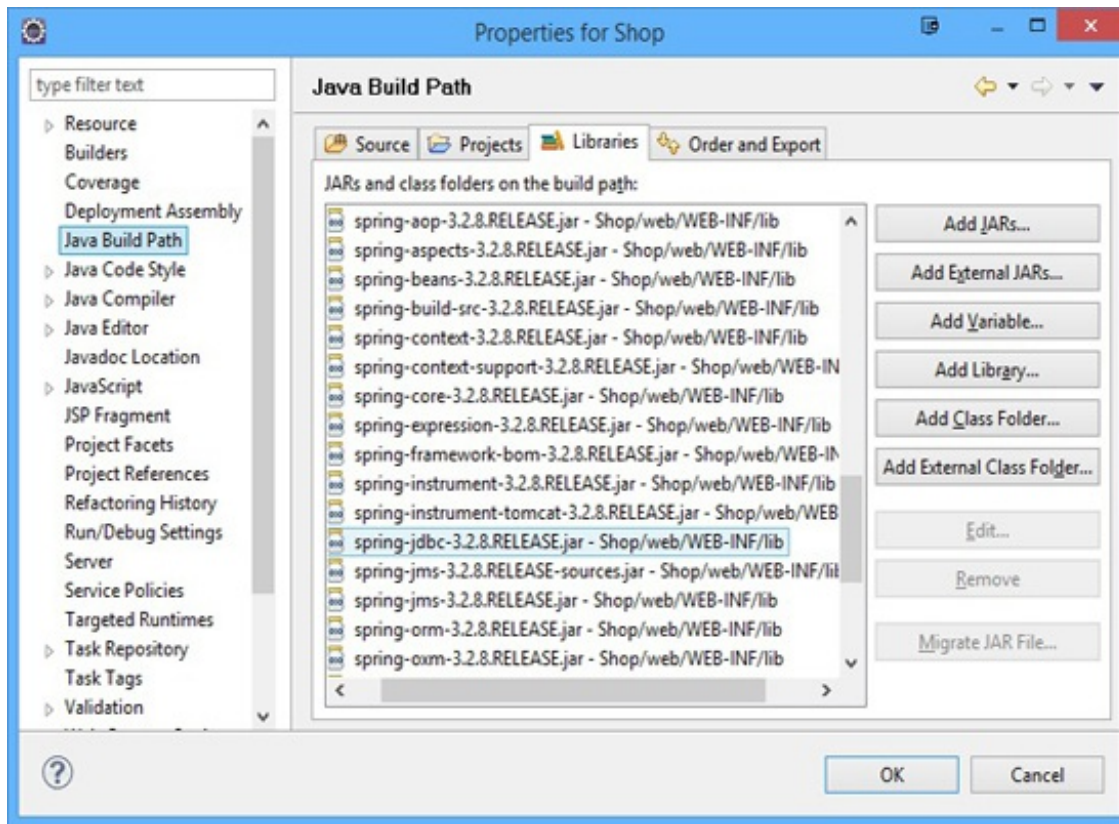 Properties for Shop
type filter text
Resource
Builders
Coverage
Deployment Assembly
Java Build Path
Java Code Style
Java Compiler
Java Editor
Javadoc Location
JavaScript
JSP Fragment
Project Facets
Project References
Refactoring History
Run/Debug Settings
Server
Service Policies
Targeted Runtimes
Task Repository
Task Tags
Validation
Java Build Path
Source
Projects
Libraries
Order and Export
JARs and class folders on the build path:
spring-aop-3.2.8.RELEASE.jar - Shop/web/WEB-INF/lib
spring-aspects-3.2.8.RELEASE.jar - Shop/web/WEB-INF/lib
spring-beans-3.2.8.RELEASE.jar - Shop/web/WEB-INF/lib
spring-build-src-3.2.8.RELEASE.jar - Shop/web/WEB-INF/lib
spring-context-3.2.8.RELEASE.jar - Shop/web/WEB-INF/lib
spring-context-support-3.2.8.RELEASE.jar - Shop/web/WEB-IN
spring-core-3.2.8.RELEASE.jar - Shop/web/WEB-INF/lib
spring-expression-3.2.8.RELEASE.jar - Shop/web/WEB-INF/lib
spring-framework-bom-3.2.8.RELEASE.jar - Shop/web/WEB-IN
spring-instrument-3.2.8.RELEASE.jar - Shop/web/WEB-INF/lib
spring-instrument-tomcat-3.2.8.RELEASE.jar - Shop/web/WEB
spring-jdbc-3.2.8.RELEASE.jar - Shop/web/WEB-INF/lib
spring-jms-3.2.8.RELEASE-sources.jar - Shop/web/WEB-INF/lib
spring-jms-3.2.8.RELEASE.jar - Shop/web/WEB-INF/lib
spring-orm-3.2.8.RELEASE.jar - Shop/web/WEB-INF/lib
spring-oxm-3.2.8.RELEASE.jar - Shop/web/WEB-INF/lib
Add JARs...
Add External JARs...
Add Variable...
Add Library...
Add Class Folder...
Add External Class Folder...
Edit...
Remove
Migrate JAR File...
OK
Cancel